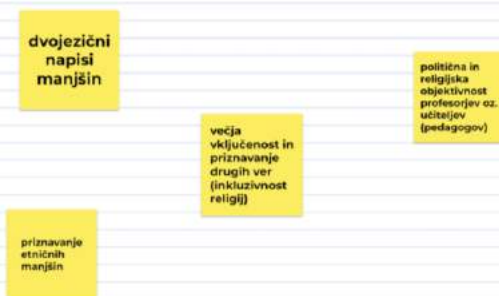 dvojezični
napisi
manjšin
politična in
religijska
objektivnost
profesorjev oz.
učiteljev
(pedagogov)
večja
vključenost in
priznavanje
drugih ver
(inkluzivnost
religij)
priznavanje
etničnih
manjšin